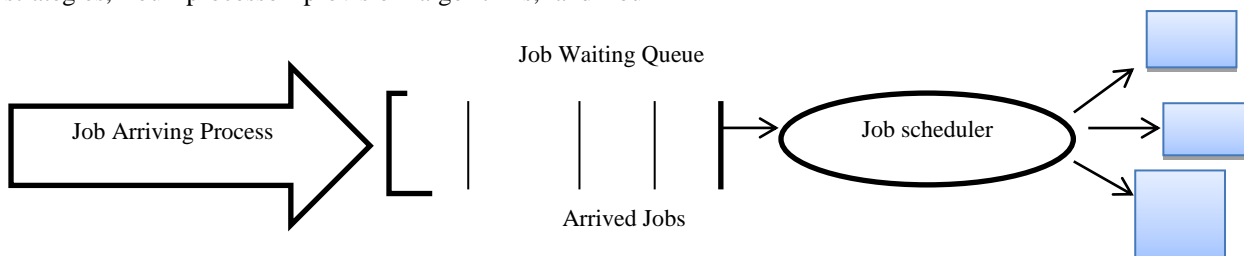 Job Waiting Queue
Job Arriving Process
Job scheduler
Arrived Jobs